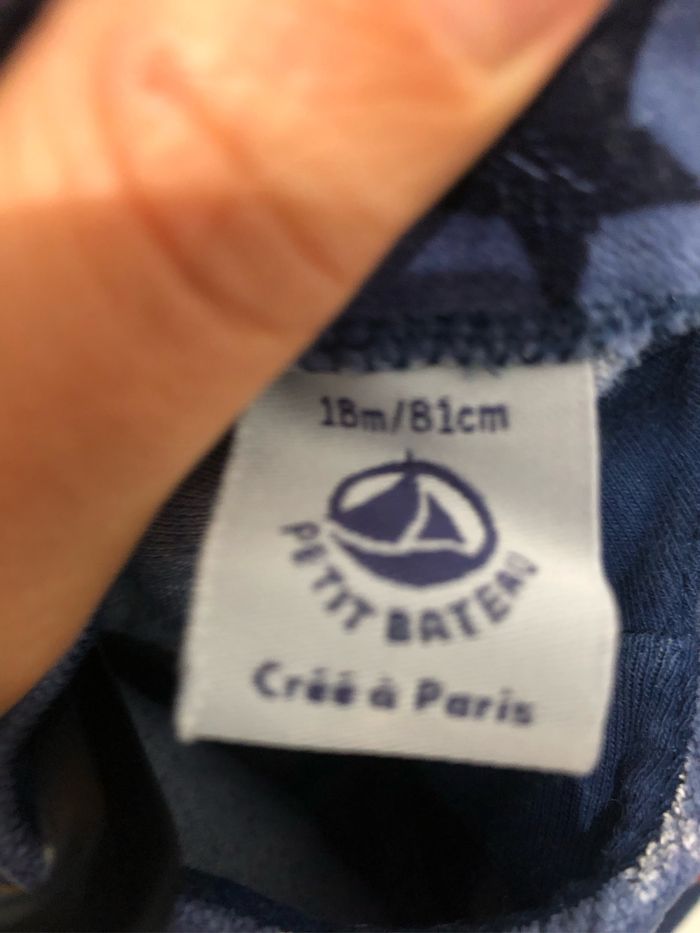 18m/81cm
PETIT BATEAU
Créé à Paris